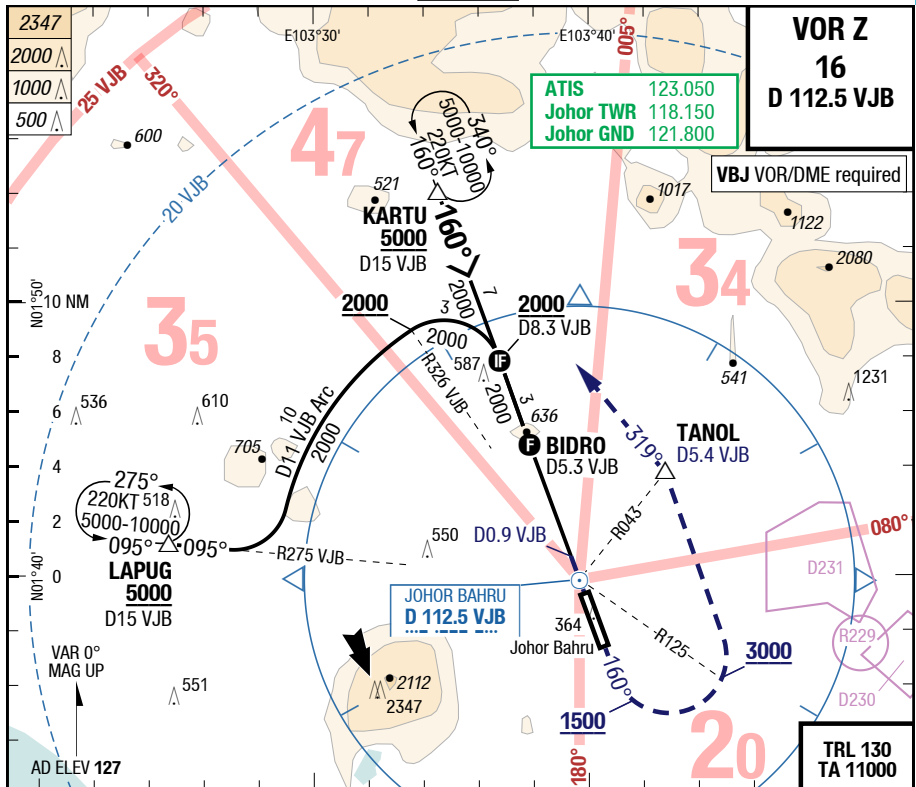 2347
2000
1000
500
E103°30'
E103°40'
VOR Z
16
D 112.5 VJB
ATIS 123.050
Johor TWR 118.150
Johor GND 121.800
VBJ VOR/DME required
25 VJB
320°
005°
20 VJB
600
47
340°
5000-10000
220KT
160°
521
KARTU
5000
D15 VJB
160°
1017
1122
2080
34
N01°50'
10 NM
35
2000
3
2000
7
2000
2000
D8.3 VJB
IF
587
R326 VJB
3
2000
636
F
BIDRO
D5.3 VJB
541
1231
8
6
536
610
10
D11 VJB Arc
2000
705
319°
TANOL
D5.4 VJB
4
275°
220KT
5000-10000
518
095°
095°
2
R275 VJB
550
D0.9 VJB
R043
080°
D231
N01°40'
0
LAPUG
5000
D15 VJB
JOHOR BAHRU
D 112.5 VJB
364
Johor Bahru
R125
R229
D230
160°
3000
1500
VAR 0°
MAG UP
551
2112
2347
20
180°
AD ELEV 127
TRL 130
TA 11000